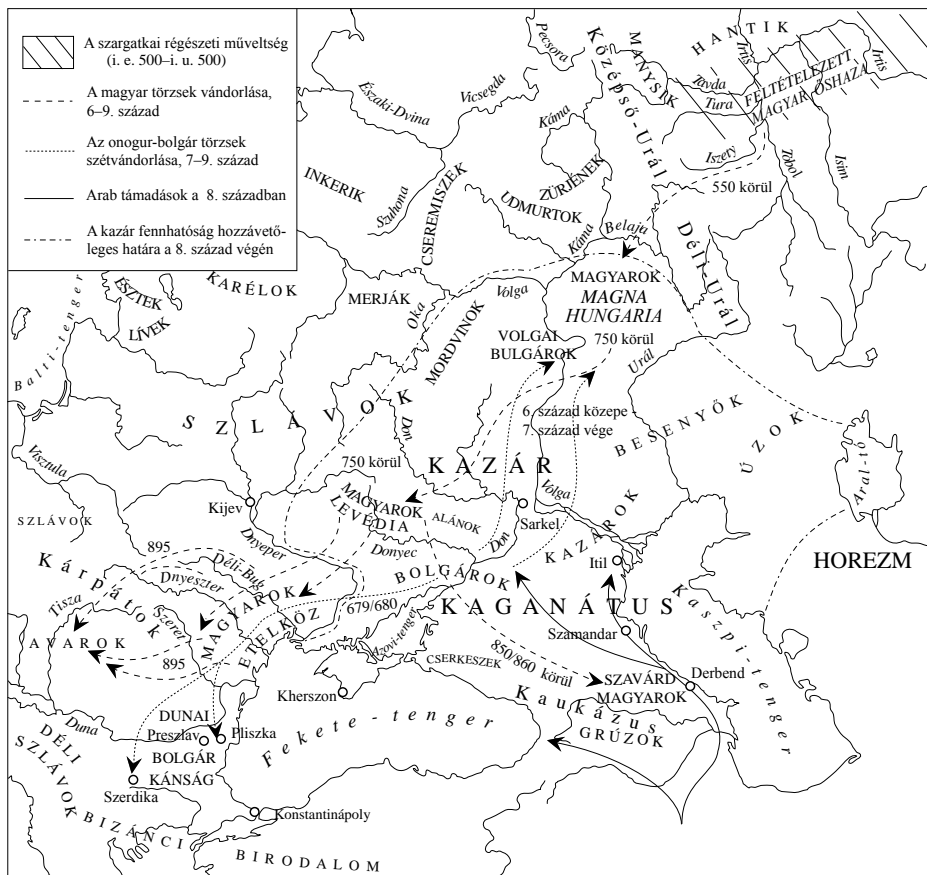 A szargatkai régészeti műveltség
(i. e. 500–i. u. 500)
A magyar törzsek vándorlása,
6–9. század
Az onogur-bolgár törzsek
szétvándorlása, 7–9. század
Arab támadások a 8. században
A kazár fennhatóság hozzávető-
leges határa a 8. század végén
Pecsora
Középső-Urál
MANYSIK
HANTIK
Irtis
Irtis
Tavda
Tura
FELTÉTELEZETT
MAGYAR ŐSHAZA
Északi-Dvina
Vicsegda
Káma
Iszety
Tobol
Isim
INKERIK
Szuhona
CSEREMISZEK
ZŰRJÉNEK
UDMURTOK
550 körül
Káma
Belaja
Déli-Urál
Balti-tenger
ÉSZTEK
LÍVEK
KARÉLOK
MERJÁK
Oka
Volga
MAGYAROK
MAGNA
HUNGARIA
MORDVINOK
VOLGAI
BULGÁROK
750 körül
Urál
SZLÁVOK
Don
6. század közepe -
7. század vége
BESENYŐK
ÚZOK
Aral-tó
Visztula
750 körül
KAZÁR
Volga
Kijev
MAGYAROK
LEVÉDIA
ALÁNOK
Sarkel
SZLÁVOK
Dnyeper
Donyec
Don
KAZÁROK
HOREZM
895
Déli-Bug
Dnyeszter
Kárpátok
Tisza
Szeret
MAGYAROK
ETELKÖZ
BOLGÁROK
Itil
679/680
KAGANÁTUS
AVAROK
Azovi-tenger
Szamandar
Kaszpi-tenger
895
CSERKESZEK
850/860 körül
SZAVÁRD
MAGYAROK
Derbend
Kherszon
Kaukázus
GRÚZOK
Duna
DUNAI
Preszlav
Pliszka
BOLGÁR
KÁNSÁG
Fekete-tenger
DÉLI
SZLÁVOK
Szerdika
Konstantinápoly
BIZÁNCI
BIRODALOM